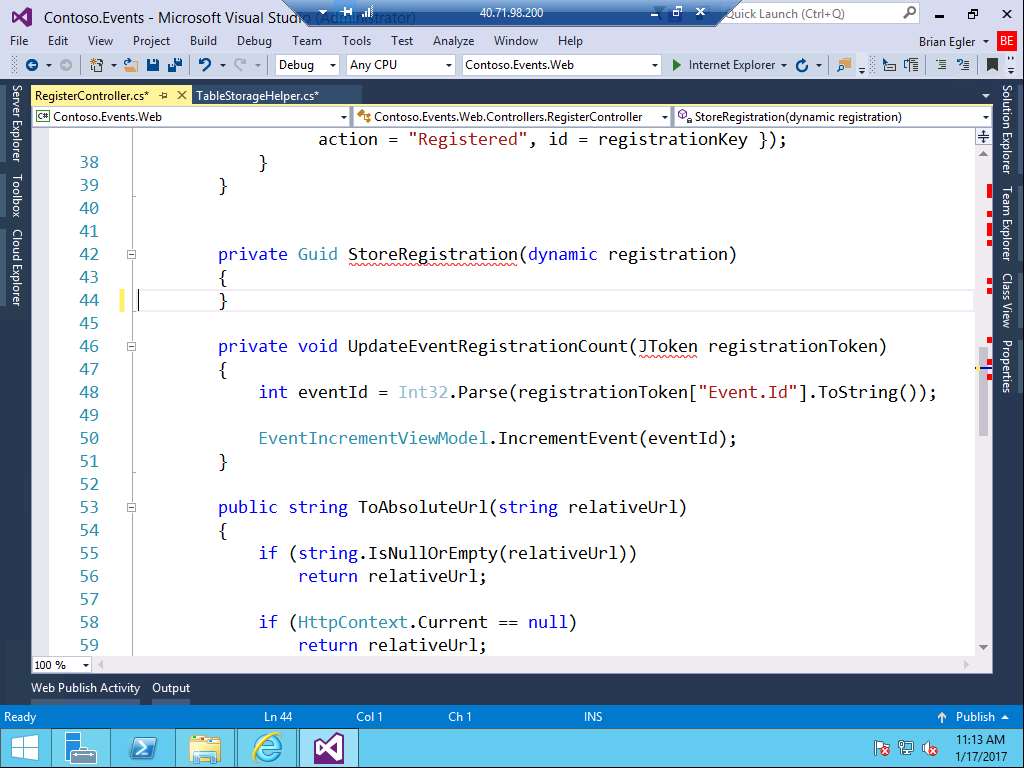 Contoso.Events - Microsoft Visual Studio (Administrator)
40.71.98.200
Quick Launch (Ctrl+Q)
File Edit View Project Build Debug Team Tools Test Analyze Window Help
Brian Egler BE
Debug Any CPU Contoso.Events.Web Internet Explorer
RegisterController.cs* TableStorageHelper.cs*
C# Contoso.Events.Web Contoso.Events.Web.Controllers.RegisterController StoreRegistration(dynamic registration)
Server Explorer
Toolbox
Cloud Explorer
action = "Registered", id = registrationKey });
38 }
39 }
40
41
42 private Guid StoreRegistration(dynamic registration)
43 {
44 }
45
46 private void UpdateEventRegistrationCount(JToken registrationToken)
47 {
48 int eventId = Int32.Parse(registrationToken["Event.Id"].ToString());
49
50 EventIncrementViewModel.IncrementEvent(eventId);
51 }
52
53 public string ToAbsoluteUrl(string relativeUrl)
54 {
55 if (string.IsNullOrEmpty(relativeUrl))
56 return relativeUrl;
57
58 if (HttpContext.Current == null)
59 return relativeUrl;
Solution Explorer
Team Explorer
Class View
Properties
100 %
Web Publish Activity Output
Ready Ln 44 Col 1 Ch 1 INS Publish
11:13 AM
1/17/2017